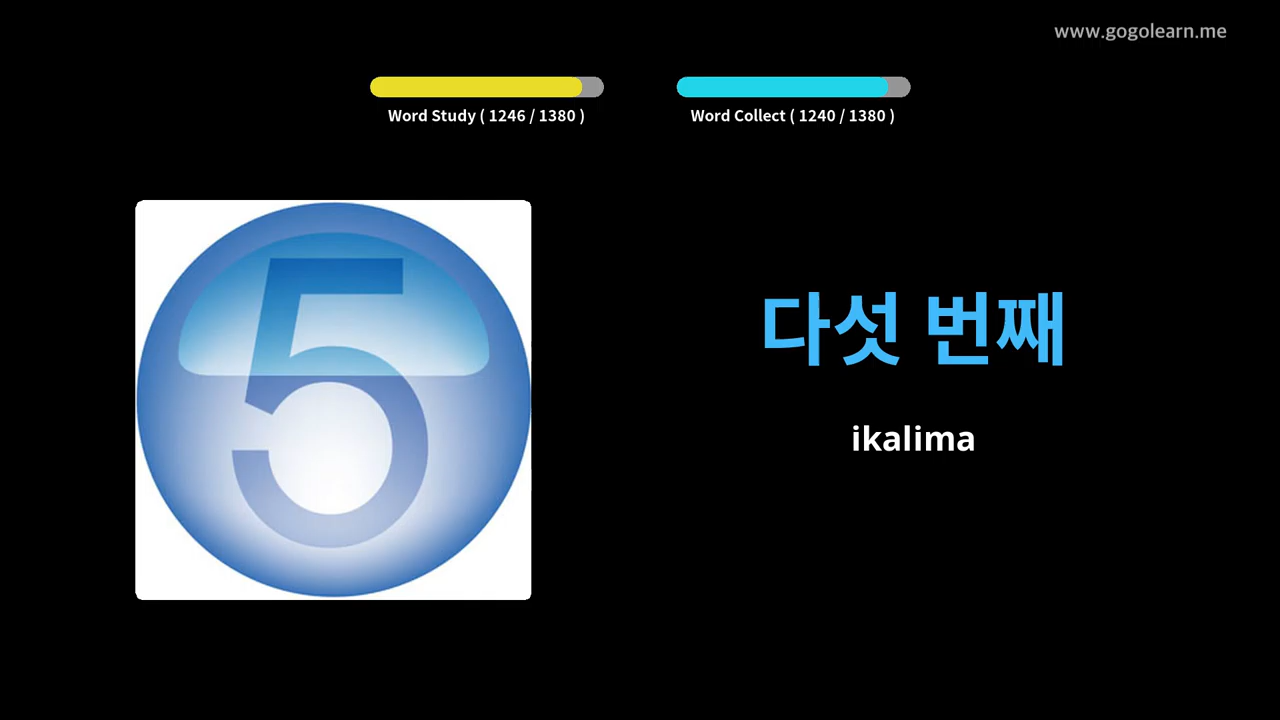 www.gogolearn.me
Word Study ( 1246 / 1380 )
Word Collect ( 1240 / 1380 )
5
다섯 번째
ikalima